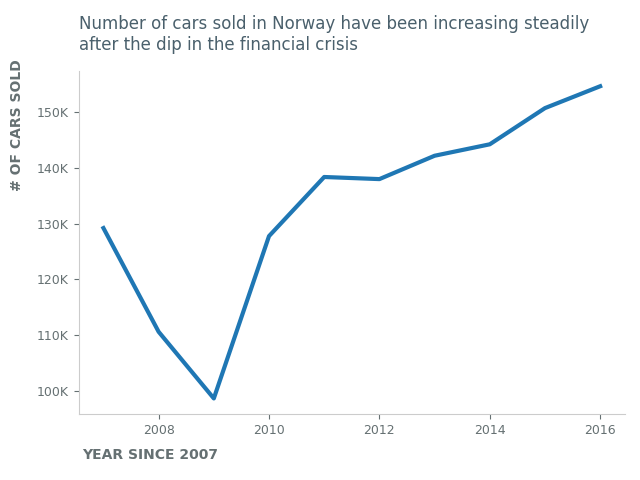 Number of cars sold in Norway have been increasing steadily
after the dip in the financial crisis
# OF CARS SOLD
150K
140K
130K
120K
110K
100K
2008 2010 2012 2014 2016
YEAR SINCE 2007